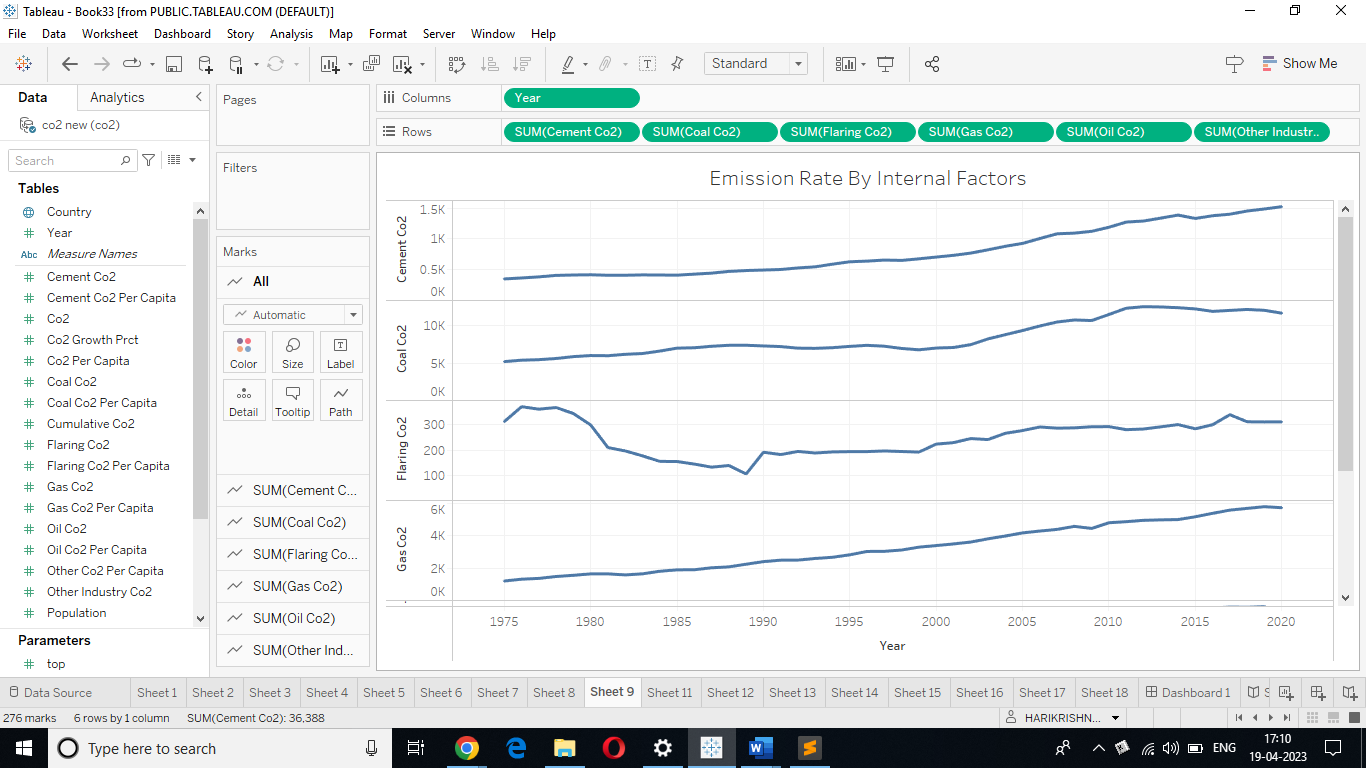 Tableau - Book33 [from PUBLIC.TABLEAU.COM (DEFAULT)]
File Data Worksheet Dashboard Story Analysis Map Format Server Window Help
Standard
Show Me
Data Analytics
co2 new (co2)
Search
Tables
Country
Year
Abc Measure Names
Cement Co2
Cement Co2 Per Capita
Co2
Co2 Growth Prct
Co2 Per Capita
Coal Co2
Coal Co2 Per Capita
Cumulative Co2
Flaring Co2
Flaring Co2 Per Capita
Gas Co2
Gas Co2 Per Capita
Oil Co2
Oil Co2 Per Capita
Other Co2 Per Capita
Other Industry Co2
Population
Parameters
top
Pages
Filters
Marks
All
Automatic
Color Size Label
Detail Tooltip Path
SUM(Cement C...
SUM(Coal Co2)
SUM(Flaring Co...
SUM(Gas Co2)
SUM(Oil Co2)
SUM(Other Ind...
Columns Year
Rows SUM(Cement Co2) SUM(Coal Co2) SUM(Flaring Co2) SUM(Gas Co2) SUM(Oil Co2) SUM(Other Industr..
Emission Rate By Internal Factors
Cement Co2
1.5K
1K
0.5K
0K
Coal Co2
10K
5K
0K
Flaring Co2
300
200
100
Gas Co2
6K
4K
2K
0K
1975 1980 1985 1990 1995 2000 2005 2010 2015 2020
Year
Data Source Sheet 1 Sheet 2 Sheet 3 Sheet 4 Sheet 5 Sheet 6 Sheet 7 Sheet 8 Sheet 9 Sheet 11 Sheet 12 Sheet 13 Sheet 14 Sheet 15 Sheet 16 Sheet 17 Sheet 18 Dashboard 1
276 marks 6 rows by 1 column SUM(Cement Co2): 36,388
HARIKRISHN...
Type here to search
ENG
17:10
19-04-2023